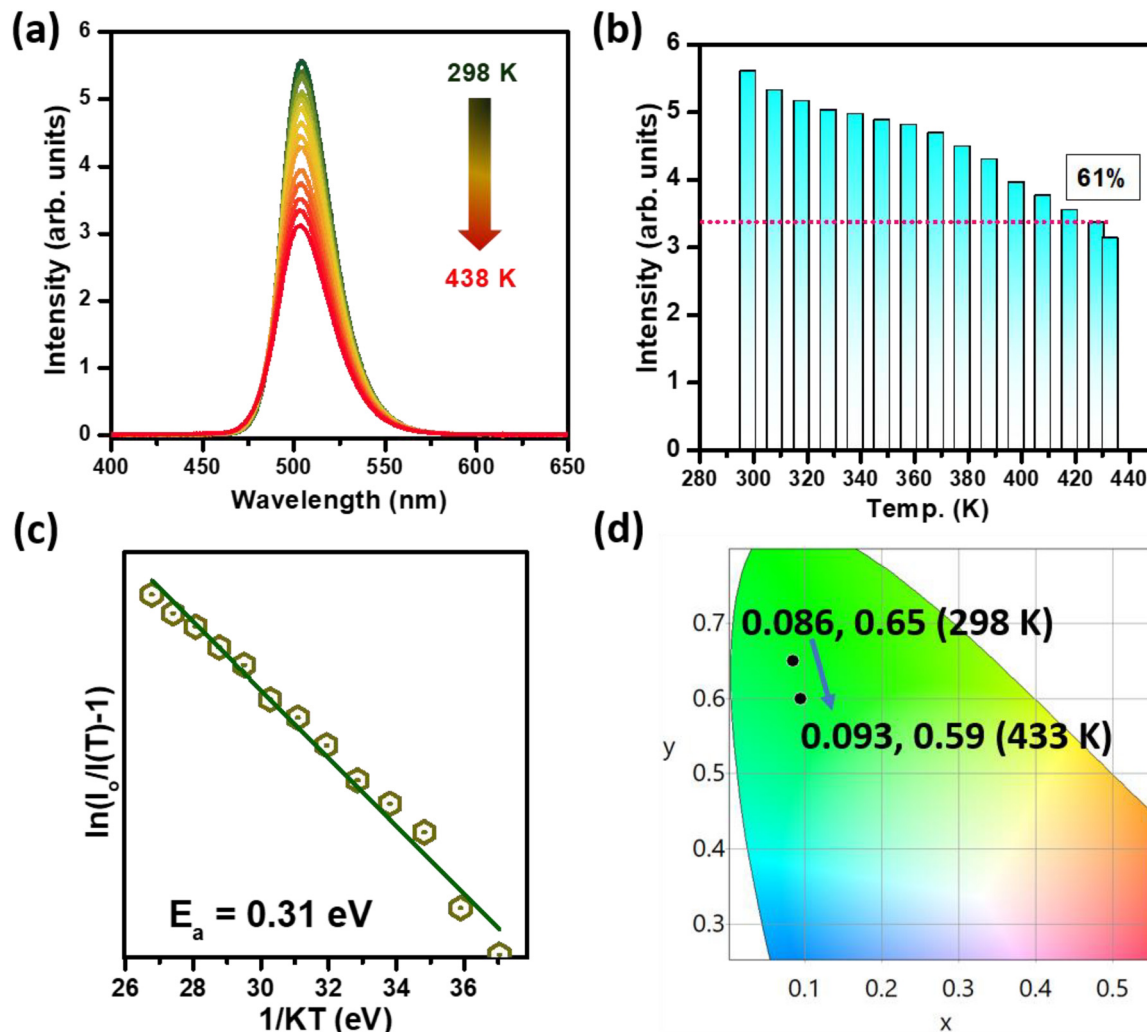 (a)
6
5
4
3
2
1
0
298 K
438 K
Intensity (arb. units)
400 450 500 550 600 650
Wavelength (nm)
(b)
6
5
4
3
2
1
0
61%
Intensity (arb. units)
280 300 320 340 360 380 400 420 440
Temp. (K)
(c)
ln(I₀/I(T)-1)
Eₐ = 0.31 eV
26 28 30 32 34 36
1/KT (eV)
(d)
0.7
0.6
0.5
0.4
0.3
y
0.086, 0.65 (298 K)
0.093, 0.59 (433 K)
0.1 0.2 0.3 0.4 0.5
x